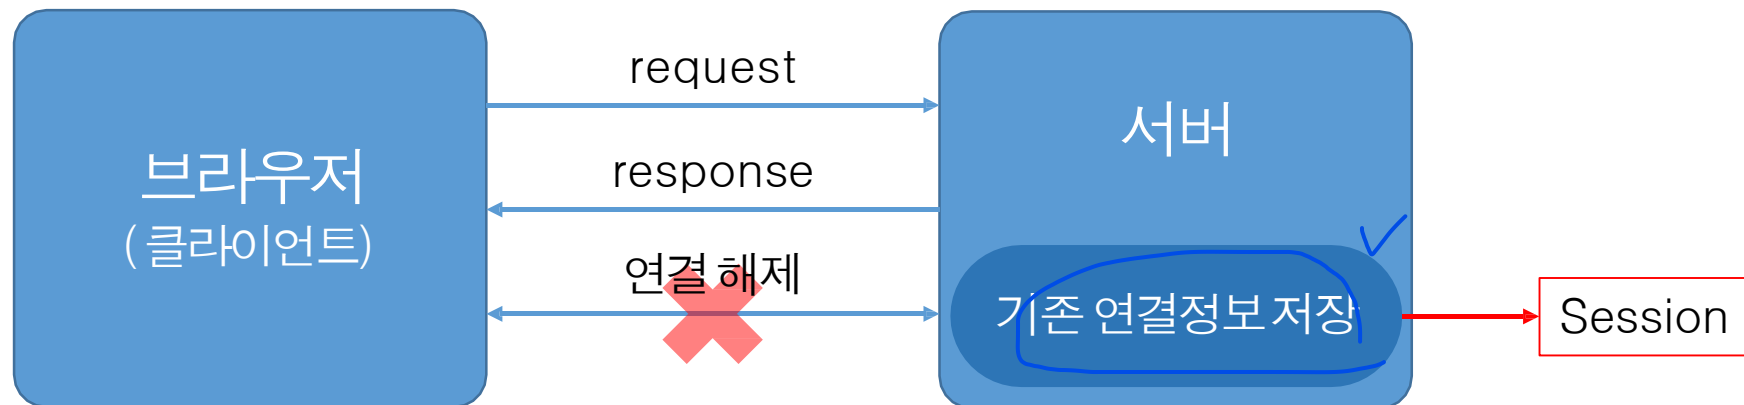 request
response
연결 해제
브라우저
(클라이언트)
서버
기존 연결정보 저장
Session